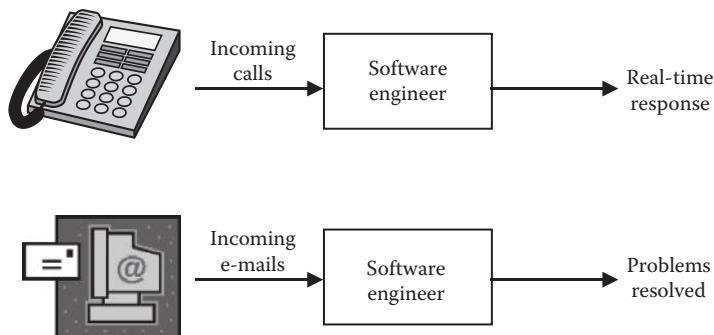 Incoming
calls
Software
engineer
Real-time
response
Incoming
e-mails
@
Software
engineer
Problems
resolved